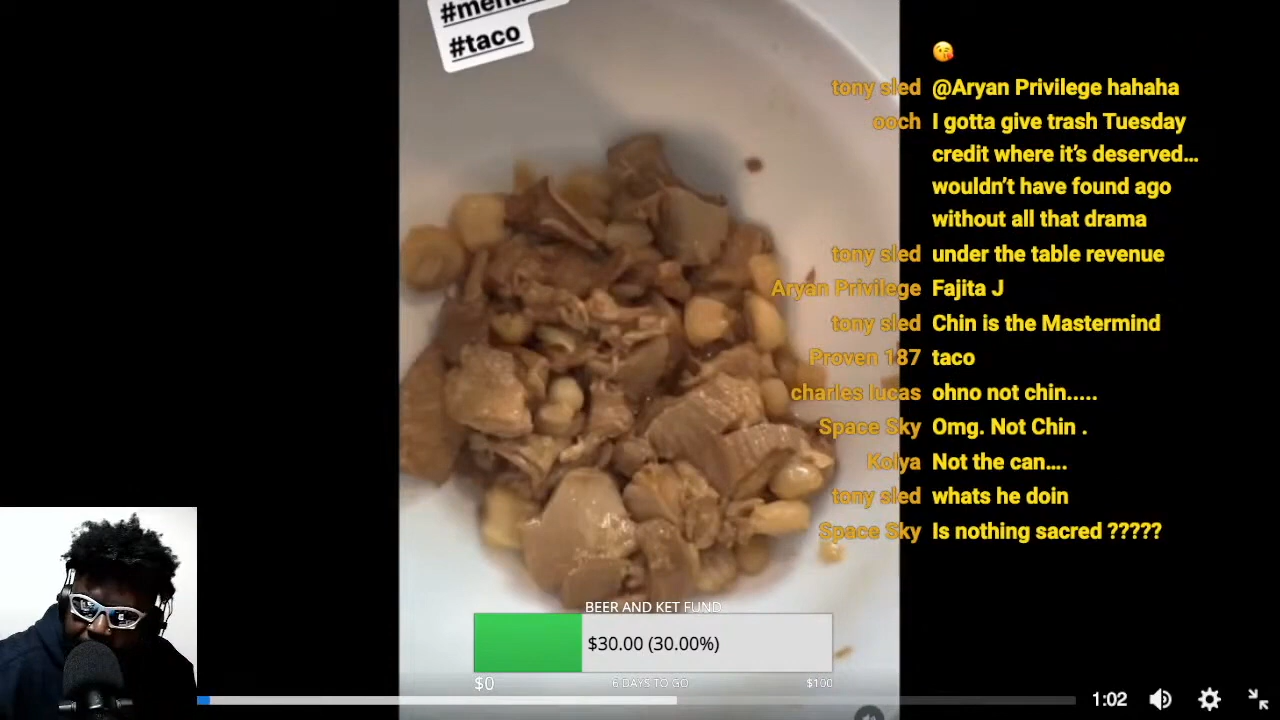 #taco
tony sled @Aryan Privilege hahaha
ooch I gotta give trash Tuesday
credit where it's deserved...
wouldn't have found ago
without all that drama
tony sled under the table revenue
Aryan Privilege Fajita J
tony sled Chin is the Mastermind
Proven 187 taco
charles lucas ohno not chin.....
Space Sky Omg. Not Chin .
Kolya Not the can....
tony sled whats he doin
Space Sky Is nothing sacred ?????
BEER AND KET FUND
$30.00 (30.00%)
$0 6 DAYS TO GO $100
1:02